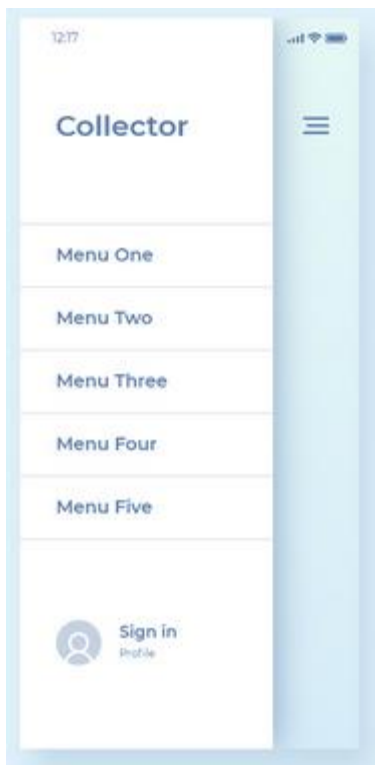 12:17
Collector
Menu One
Menu Two
Menu Three
Menu Four
Menu Five
Sign in
Profile